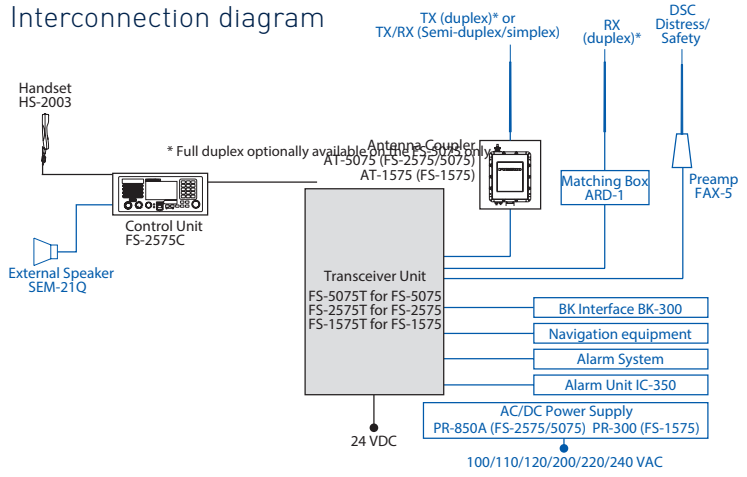 Interconnection diagram
TX (duplex)* or
TX/RX (Semi-duplex/simplex)
RX
(duplex)*
DSC
Distress/
Safety
Handset
HS-2003
* Full duplex optionally available on the FS-5075 only
Antenna Coupler
AT-5075 (FS-2575/5075)
AT-1575 (FS-1575)
Matching Box
ARD-1
Preamp
FAX-5
Control Unit
FS-2575C
External Speaker
SEM-21Q
Transceiver Unit
FS-5075T for FS-5075
FS-2575T for FS-2575
FS-1575T for FS-1575
BK Interface BK-300
Navigation equipment
Alarm System
Alarm Unit IC-350
AC/DC Power Supply
PR-850A (FS-2575/5075) PR-300 (FS-1575)
24 VDC
100/110/120/200/220/240 VAC